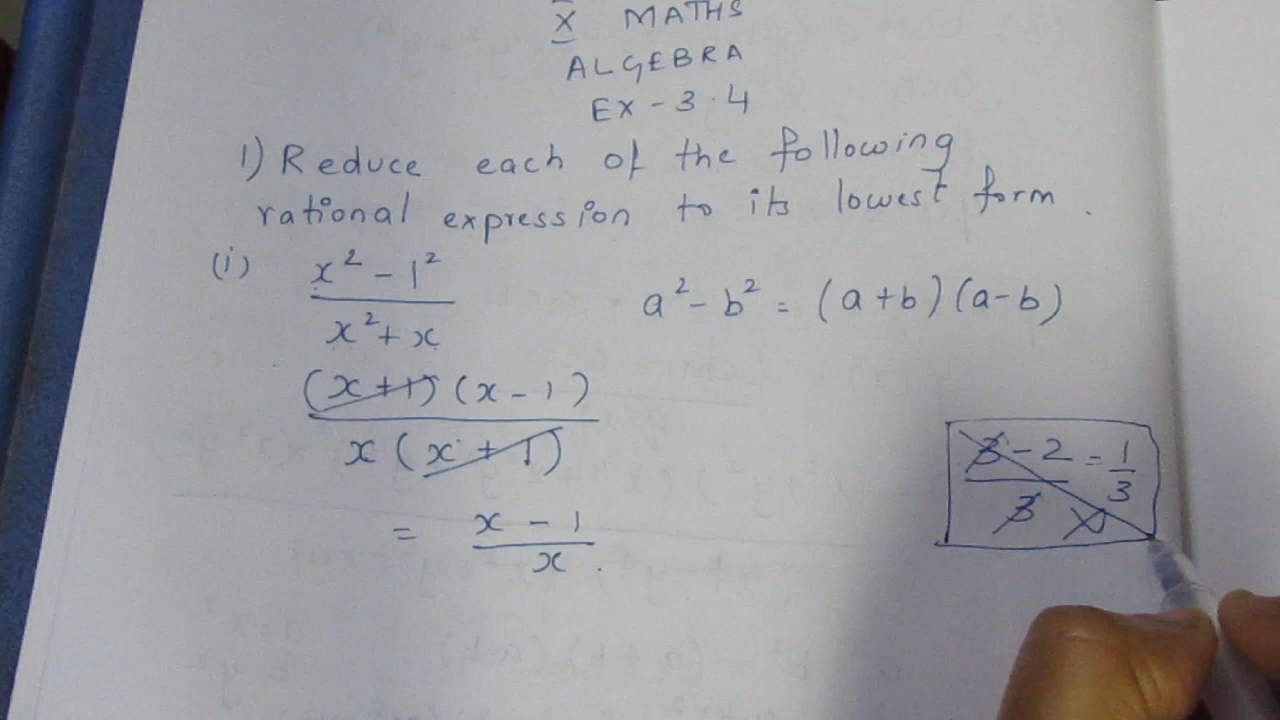 X MATHS
ALGEBRA
EX - 3.4
1) Reduce each of the following
rational expression to its lowest form.
(i) x² - 1² / x² + x
a² - b² = (a+b)(a-b)
(x+1)(x-1) / x(x+1)
= x - 1 / x .
3 - 2 / 3 = 1/3
X